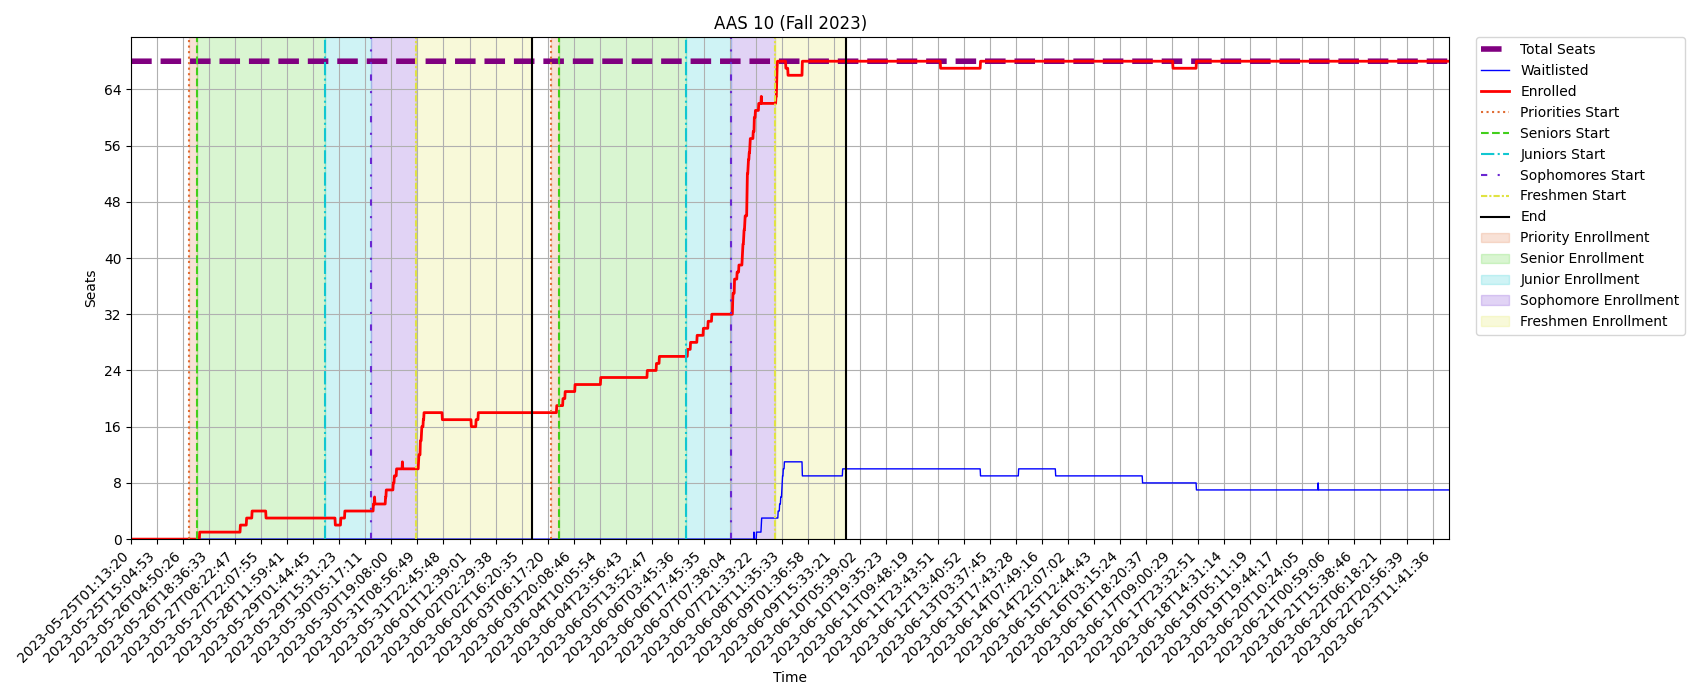 AAS 10 (Fall 2023)
Seats
64
56
48
40
32
24
16
8
0
2023-05-25T01:13:20
2023-05-25T15:04:53
2023-05-26T04:50:26
2023-05-26T18:36:33
2023-05-27T08:22:47
2023-05-27T22:07:55
2023-05-28T11:59:41
2023-05-29T01:44:45
2023-05-29T15:31:23
2023-05-30T05:17:11
2023-05-30T19:08:00
2023-05-31T08:56:49
2023-05-31T22:45:48
2023-06-01T12:39:01
2023-06-02T02:29:38
2023-06-02T16:20:35
2023-06-03T06:17:20
2023-06-03T20:08:46
2023-06-04T10:05:54
2023-06-04T23:56:43
2023-06-05T13:52:47
2023-06-06T03:45:36
2023-06-06T17:45:35
2023-06-07T07:38:04
2023-06-07T21:33:22
2023-06-08T11:35:33
2023-06-09T01:36:58
2023-06-09T15:33:21
2023-06-10T05:39:02
2023-06-10T19:35:23
2023-06-11T09:48:19
2023-06-11T23:43:51
2023-06-12T13:40:52
2023-06-13T03:37:45
2023-06-13T17:43:28
2023-06-14T07:49:16
2023-06-14T22:07:02
2023-06-15T12:44:43
2023-06-16T03:15:24
2023-06-16T18:20:37
2023-06-17T09:00:29
2023-06-17T23:32:51
2023-06-18T14:31:14
2023-06-19T05:11:19
2023-06-19T19:44:17
2023-06-20T10:24:05
2023-06-21T00:59:06
2023-06-21T15:38:46
2023-06-22T06:18:21
2023-06-22T20:56:39
2023-06-23T11:41:36
Time
Total Seats
Waitlisted
Enrolled
Priorities Start
Seniors Start
Juniors Start
Sophomores Start
Freshmen Start
End
Priority Enrollment
Senior Enrollment
Junior Enrollment
Sophomore Enrollment
Freshmen Enrollment